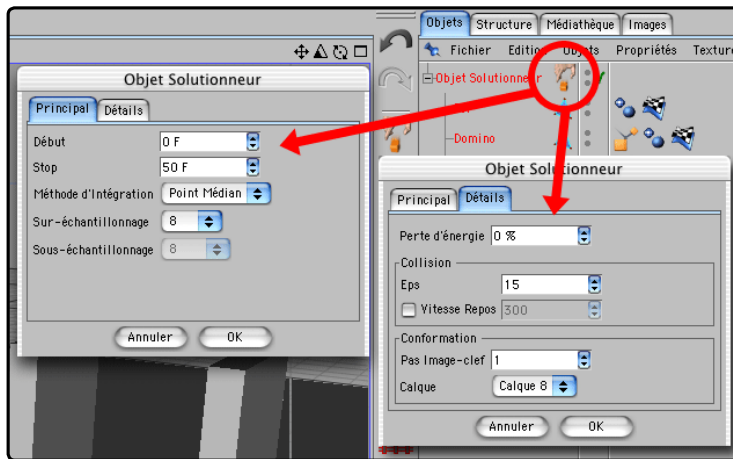 Objets Structure Médiathèque Images
Fichier Edition Objets Propriétés Texture
Objet Solutionneur
Domino
Objet Solutionneur
Principal Détails
Début 0 F
Stop 50 F
Méthode d'Intégration Point Médian
Sur-échantillonnage 8
Sous-échantillonnage 8
Annuler OK
Objet Solutionneur
Principal Détails
Perte d'énergie 0 %
Collision
Eps 15
Vitesse Repos 300
Conformation
Pas Image-clef 1
Calque Calque 8
Annuler OK